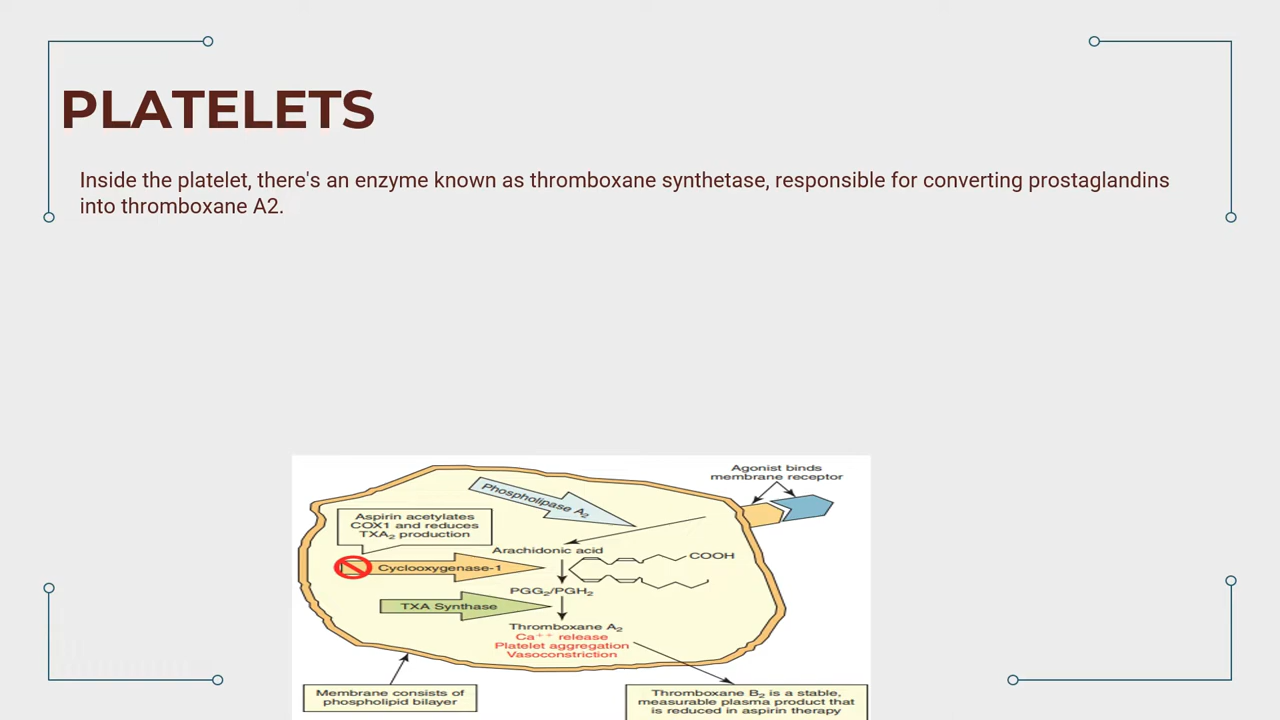 PLATELETS
Inside the platelet, there's an enzyme known as thromboxane synthetase, responsible for converting prostaglandins
into thromboxane A2.
Agonist binds
membrane receptor
Phospholipase A2
Aspirin acetylates
COX1 and reduces
TXA2 production
Arachidonic acid
COOH
Cyclooxygenase-1
PGG2/PGH2
TXA Synthase
Thromboxane A2
Ca++ release
Platelet aggregation
Vasoconstriction
Membrane consists of
phospholipid bilayer
Thromboxane B2 is a stable,
measurable plasma product that
is reduced in aspirin therapy